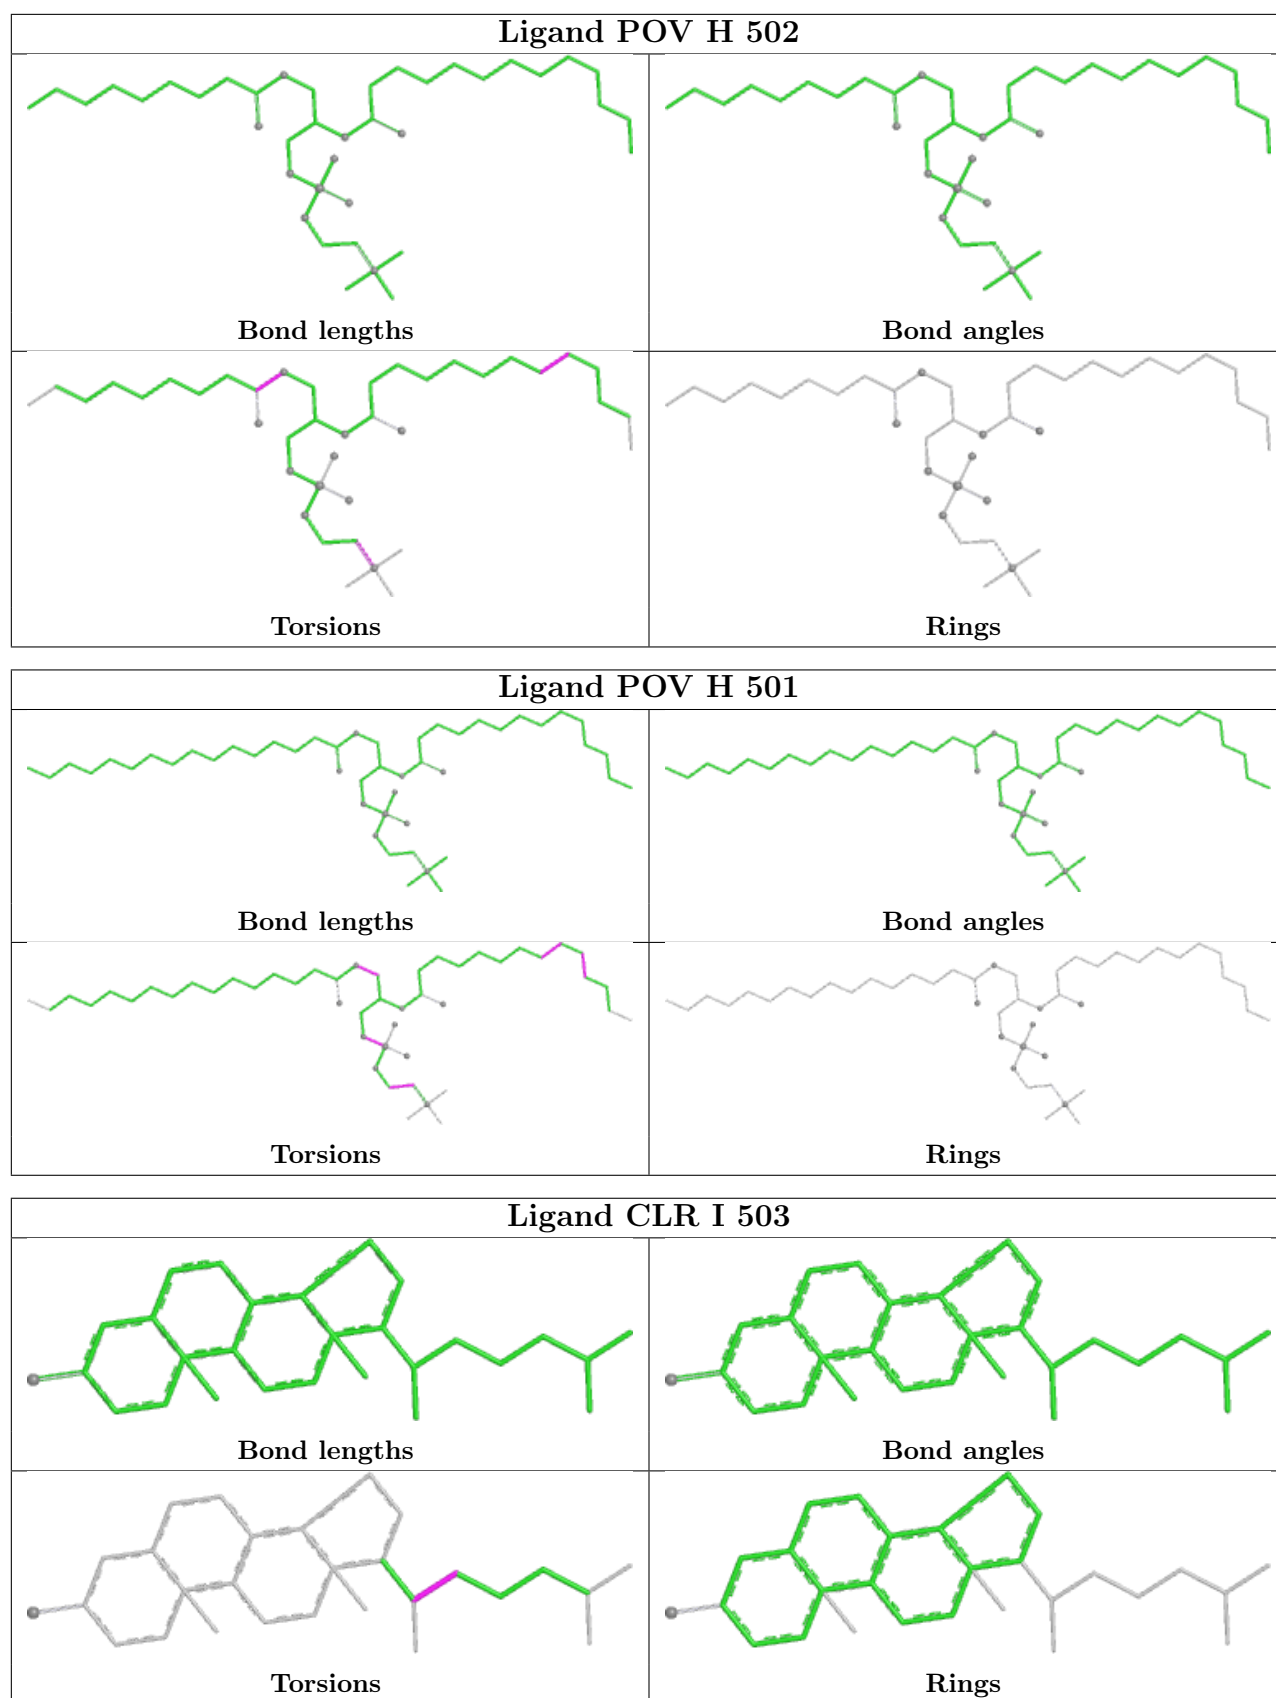 Ligand POV H 502
Bond lengths
Bond angles
Torsions
Rings
Ligand POV H 501
Bond lengths
Bond angles
Torsions
Rings
Ligand CLR I 503
Bond lengths
Bond angles
Torsions
Rings